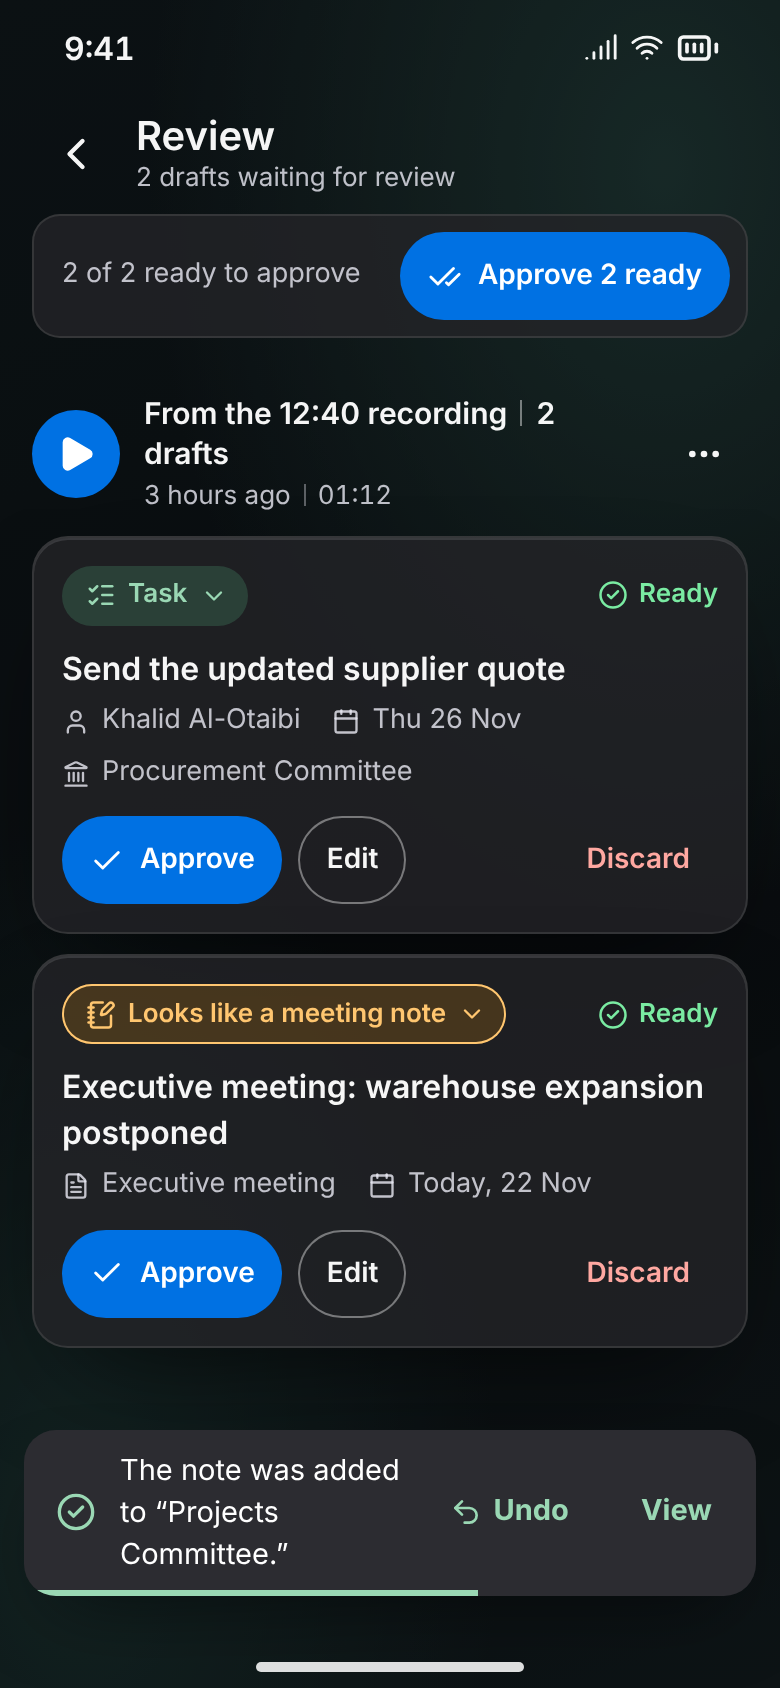 9:41
Review
2 drafts waiting for review
2 of 2 ready to approve
Approve 2 ready
From the 12:40 recording | 2
drafts
3 hours ago | 01:12
Task
Ready
Send the updated supplier quote
Khalid Al-Otaibi
Thu 26 Nov
Procurement Committee
Approve
Edit
Discard
Looks like a meeting note
Ready
Executive meeting: warehouse expansion
postponed
Executive meeting
Today, 22 Nov
Approve
Edit
Discard
The note was added
to “Projects
Committee.”
Undo
View